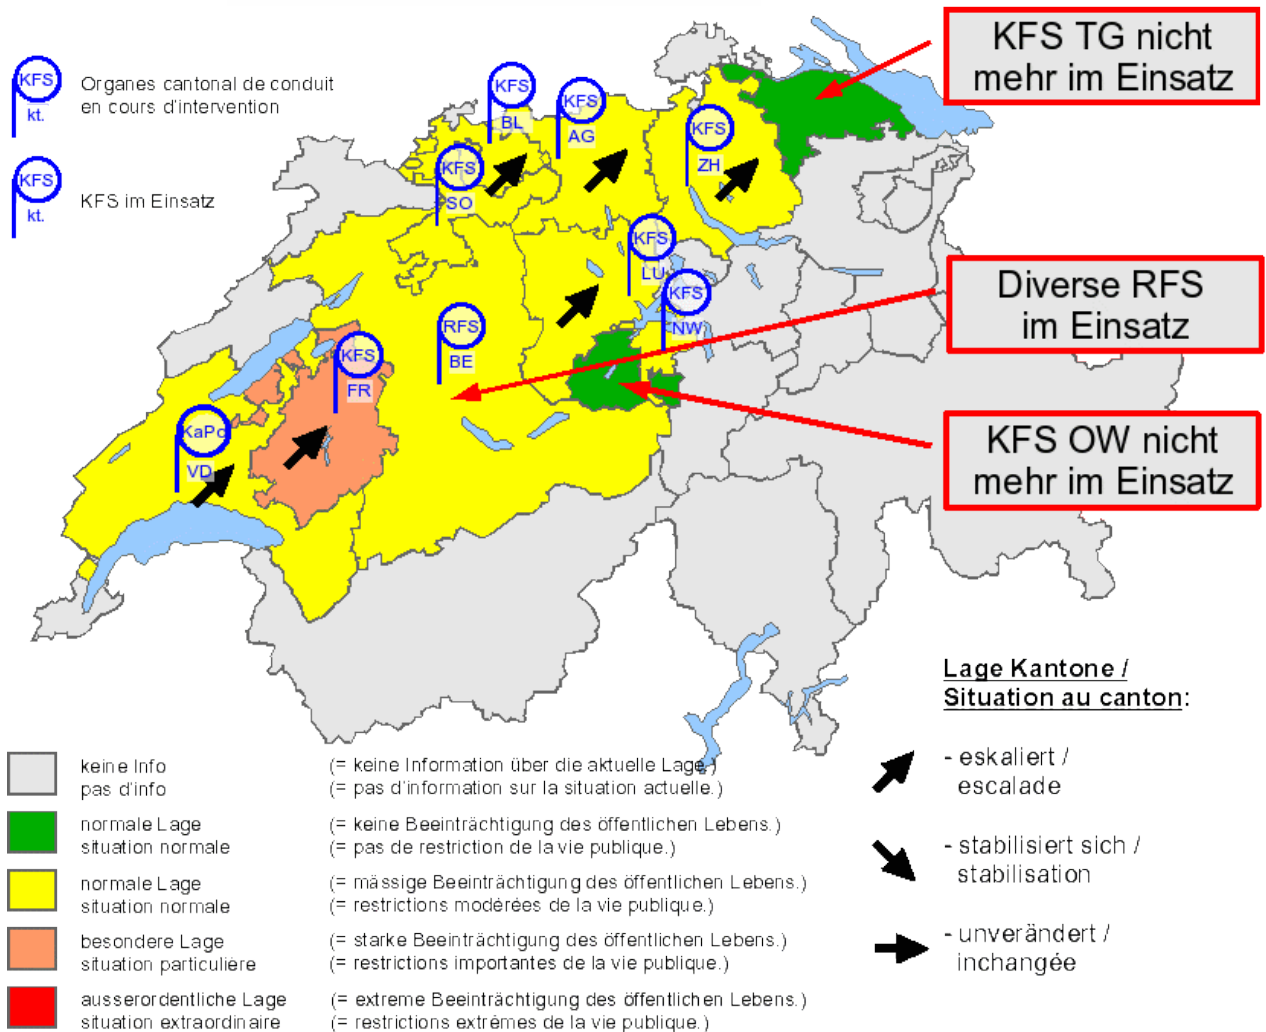 KFS
kt.
Organes cantonal de conduit
en cours d'intervention
KFS
kt.
KFS im Einsatz
KFS TG nicht
mehr im Einsatz
Diverse RFS
im Einsatz
KFS OW nicht
mehr im Einsatz
KFS
BL
KFS
AG
KFS
ZH
KFS
SO
KFS
LU
KFS
NW
RFS
BE
KFS
FR
KaPo
VD
Lage Kantone /
Situation au canton:
- eskaliert /
escalade
- stabilisiert sich /
stabilisation
- unverändert /
inchangée
keine Info (= keine Information über die aktuelle Lage.)
pas d'info (= pas d'information sur la situation actuelle.)
normale Lage (= keine Beeinträchtigung des öffentlichen Lebens.)
situation normale (= pas de restriction de la vie publique.)
normale Lage (= mässige Beeinträchtigung des öffentlichen Lebens.)
situation normale (= restrictions modérées de la vie publique.)
besondere Lage (= starke Beeinträchtigung des öffentlichen Lebens.)
situation particulière (= restrictions importantes de la vie publique.)
ausserordentliche Lage (= extreme Beeinträchtigung des öffentlichen Lebens.)
situation extraordinaire (= restrictions extrêmes de la vie publique.)